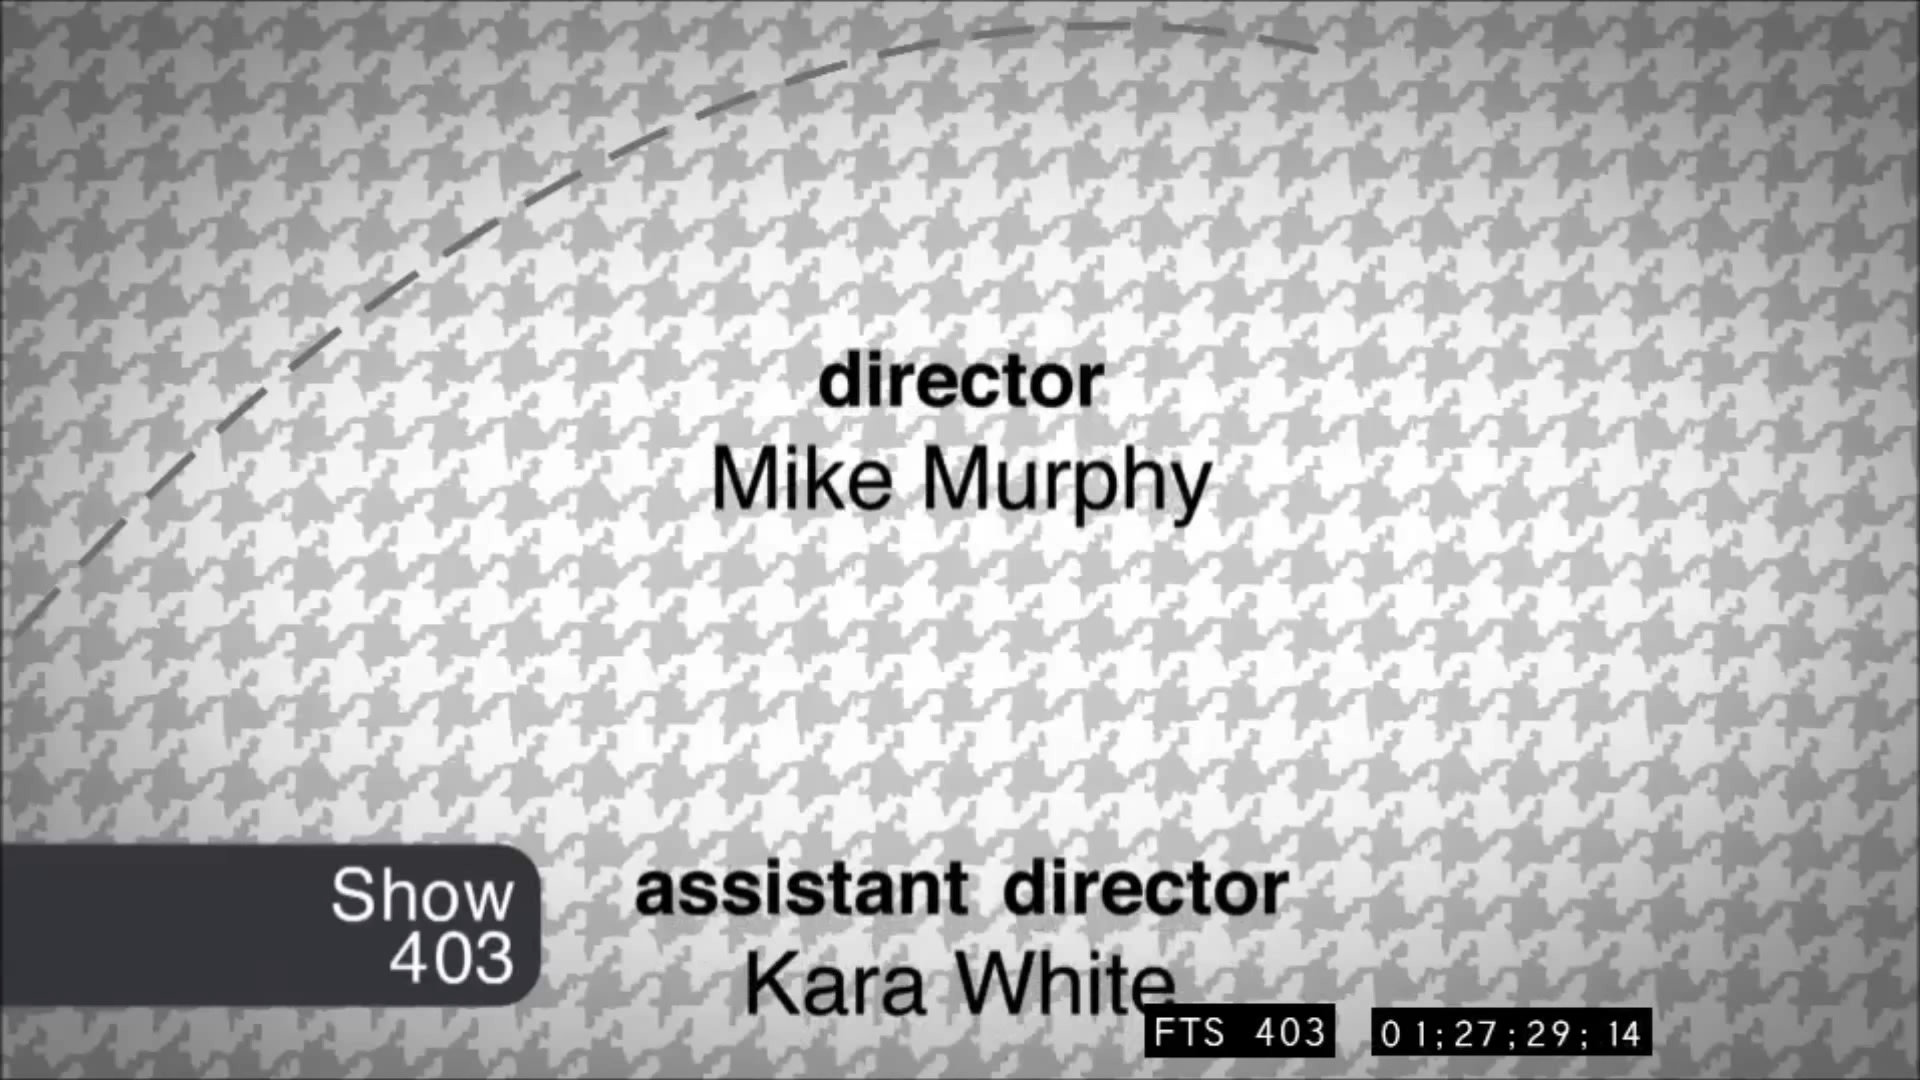 director
Mike Murphy
Show
403
assistant director
Kara White
FTS 403
01;27;29;14